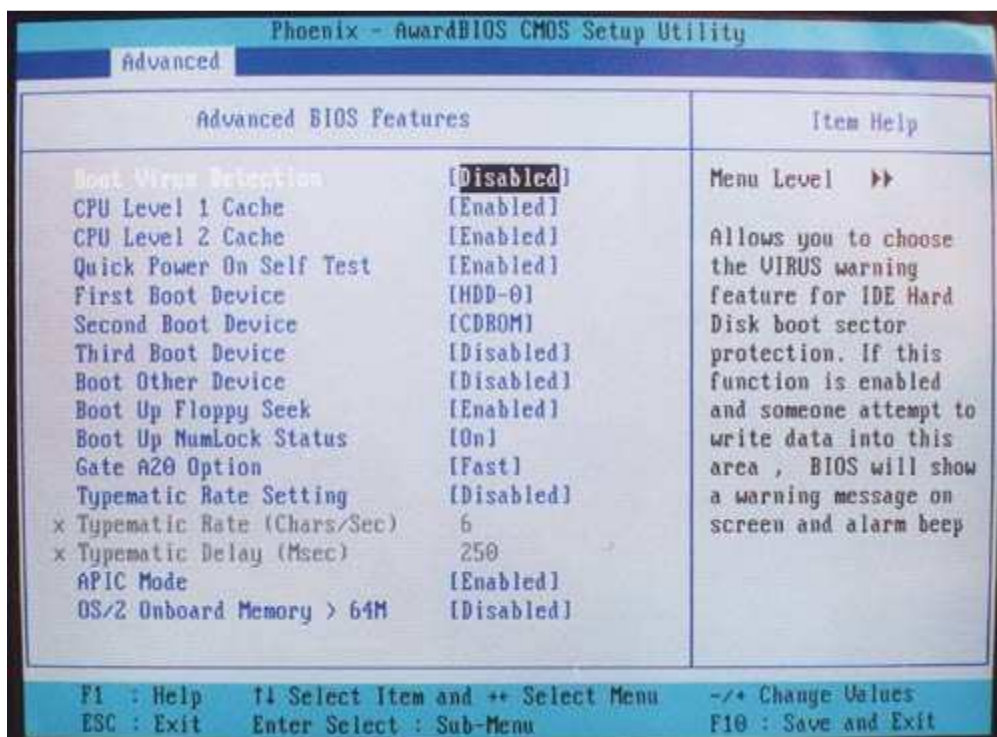 Phoenix - AwardBIOS CMOS Setup Utility
Advanced
Advanced BIOS Features
Item Help
Boot Virus Detection [Disabled]
CPU Level 1 Cache [Enabled]
CPU Level 2 Cache [Enabled]
Quick Power On Self Test [Enabled]
First Boot Device [HDD-0]
Second Boot Device [CDROM]
Third Boot Device [Disabled]
Boot Other Device [Disabled]
Boot Up Floppy Seek [Enabled]
Boot Up NumLock Status [On]
Gate A20 Option [Fast]
Typematic Rate Setting [Disabled]
x Typematic Rate (Chars/Sec) 6
x Typematic Delay (Msec) 250
APIC Mode [Enabled]
OS/2 Onboard Memory > 64M [Disabled]
Menu Level ▶▶
Allows you to choose
the VIRUS warning
feature for IDE Hard
Disk boot sector
protection. If this
function is enabled
and someone attempt to
write data into this
area , BIOS will show
a warning message on
screen and alarm beep
F1 : Help ↑↓ Select Item and ↔ Select Menu -/+ Change Values
ESC : Exit Enter Select : Sub-Menu F10 : Save and Exit